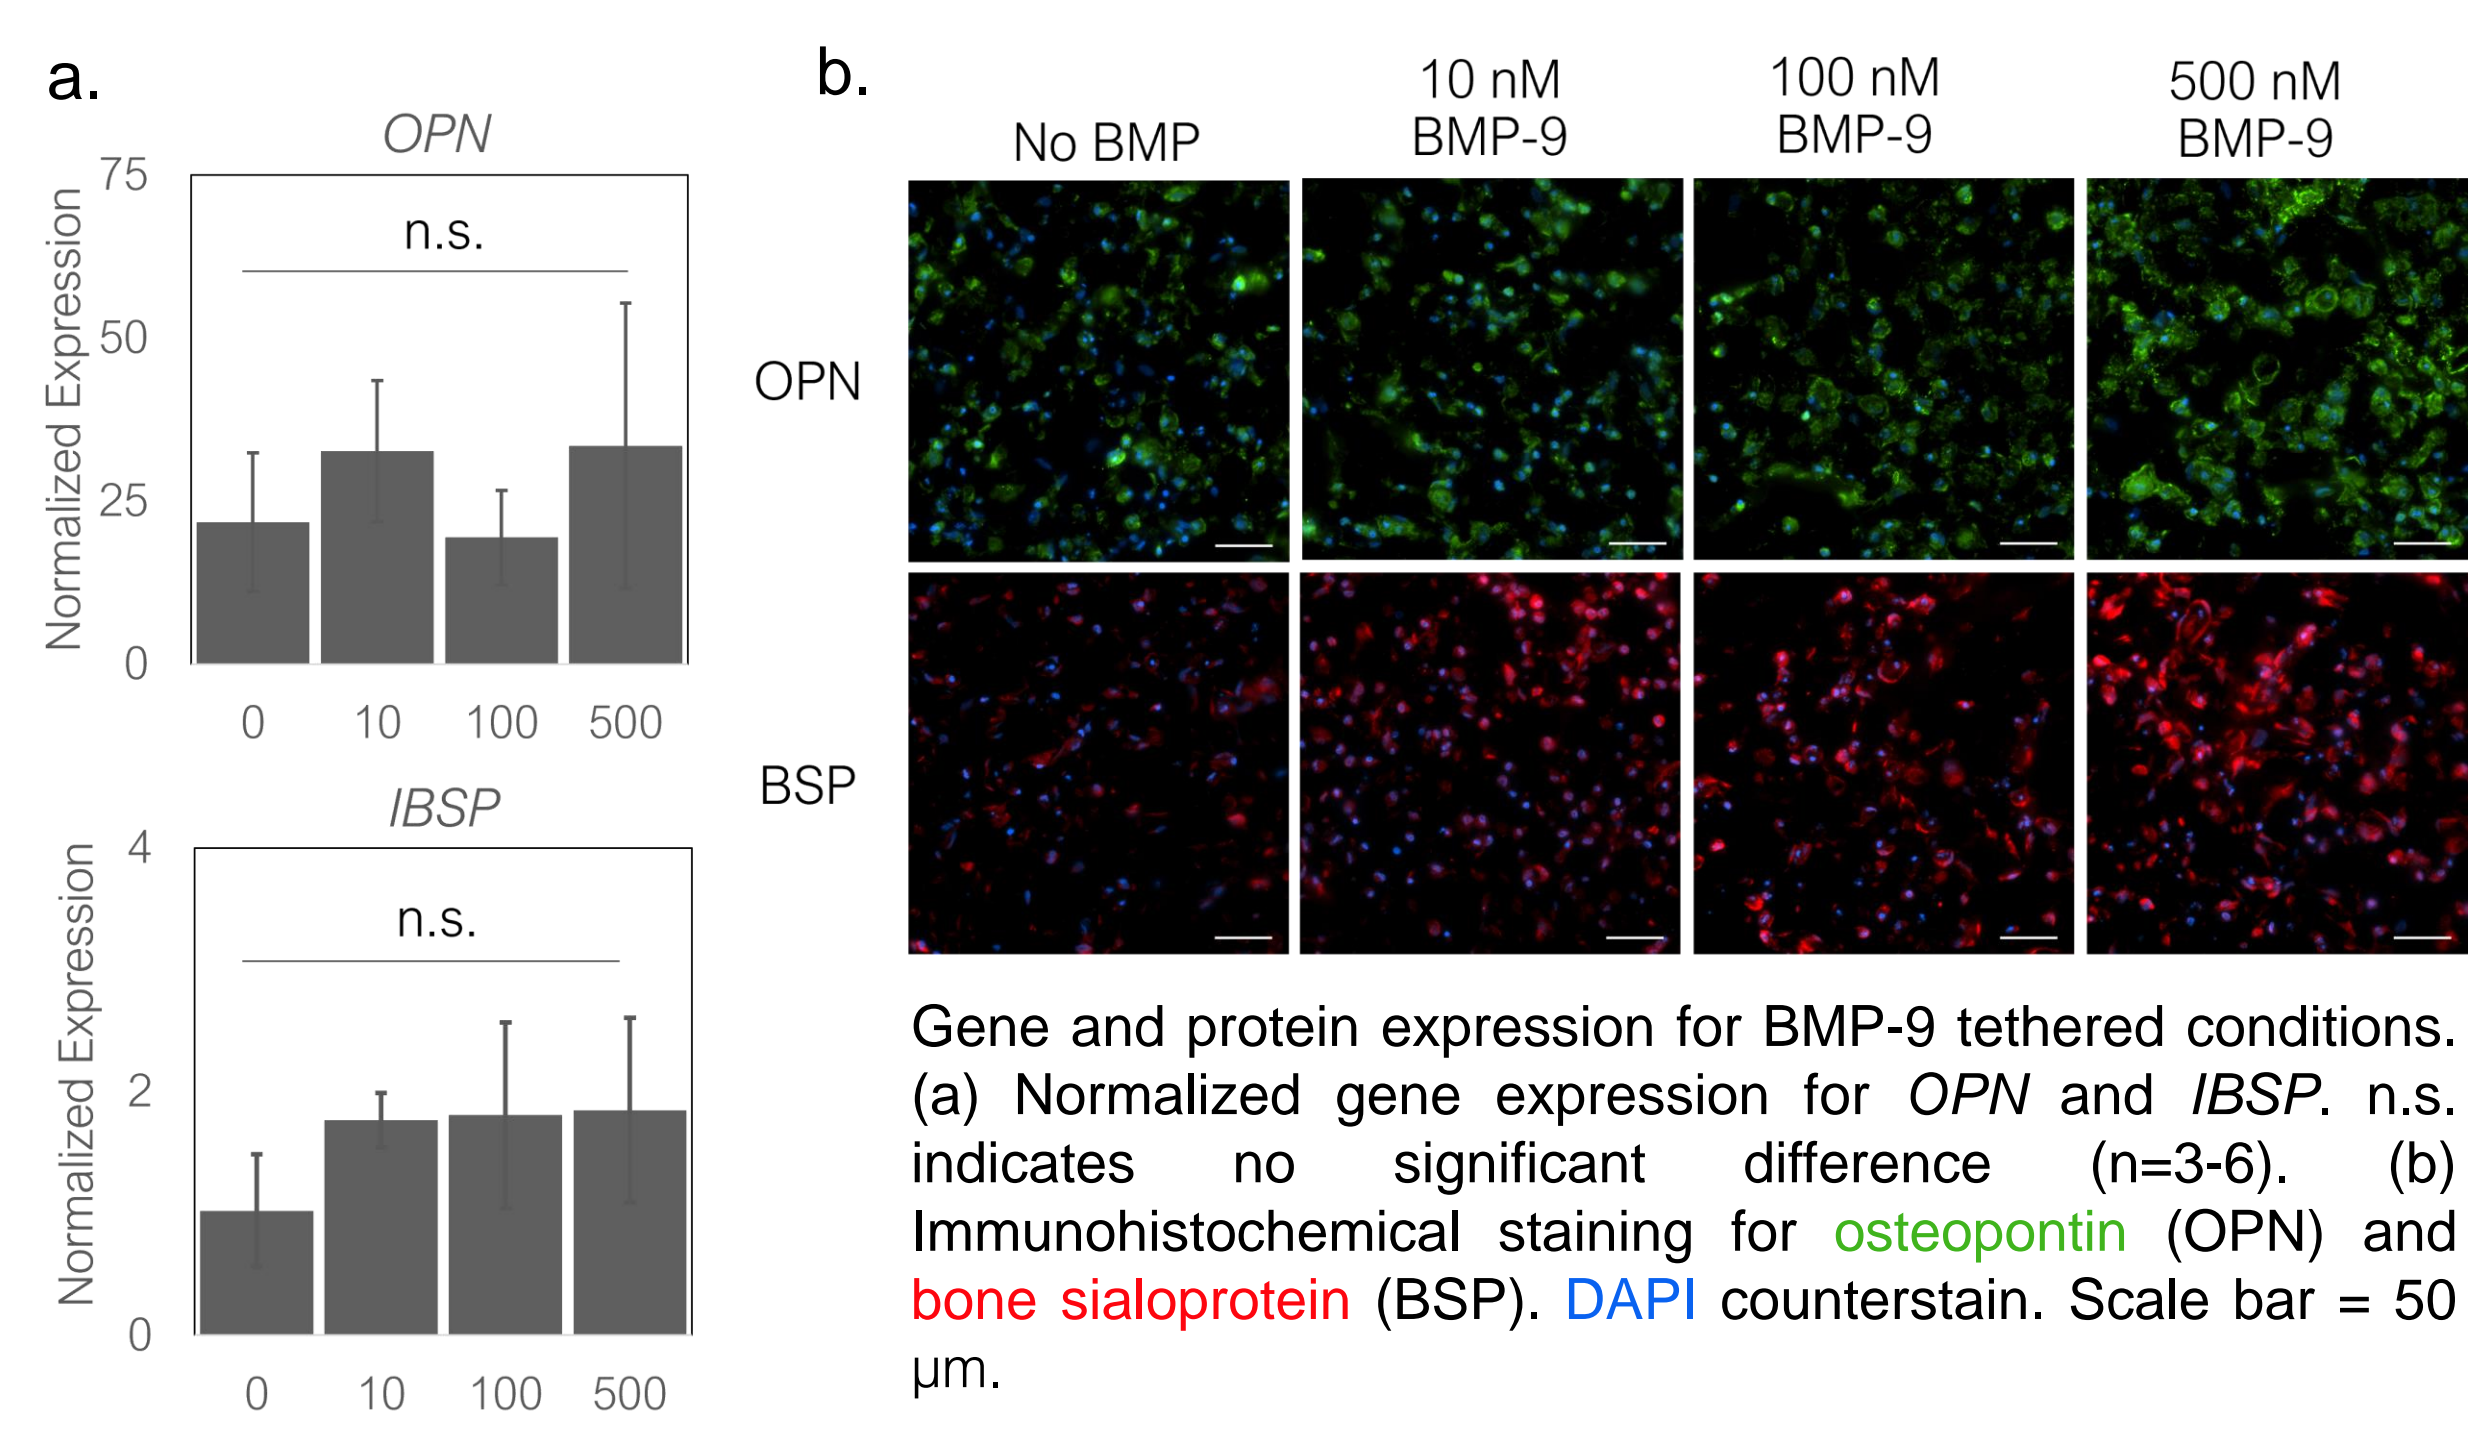 a.
OPN
Normalized Expression
75
50
25
0
n.s.
0 10 100 500
IBSP
Normalized Expression
4
2
0
n.s.
0 10 100 500
b.
No BMP
10 nM
BMP-9
100 nM
BMP-9
500 nM
BMP-9
OPN
BSP
Gene and protein expression for BMP-9 tethered conditions.
(a) Normalized gene expression for OPN and IBSP. n.s.
indicates no significant difference (n=3-6). (b)
Immunohistochemical staining for osteopontin (OPN) and
bone sialoprotein (BSP). DAPI counterstain. Scale bar = 50
μm.